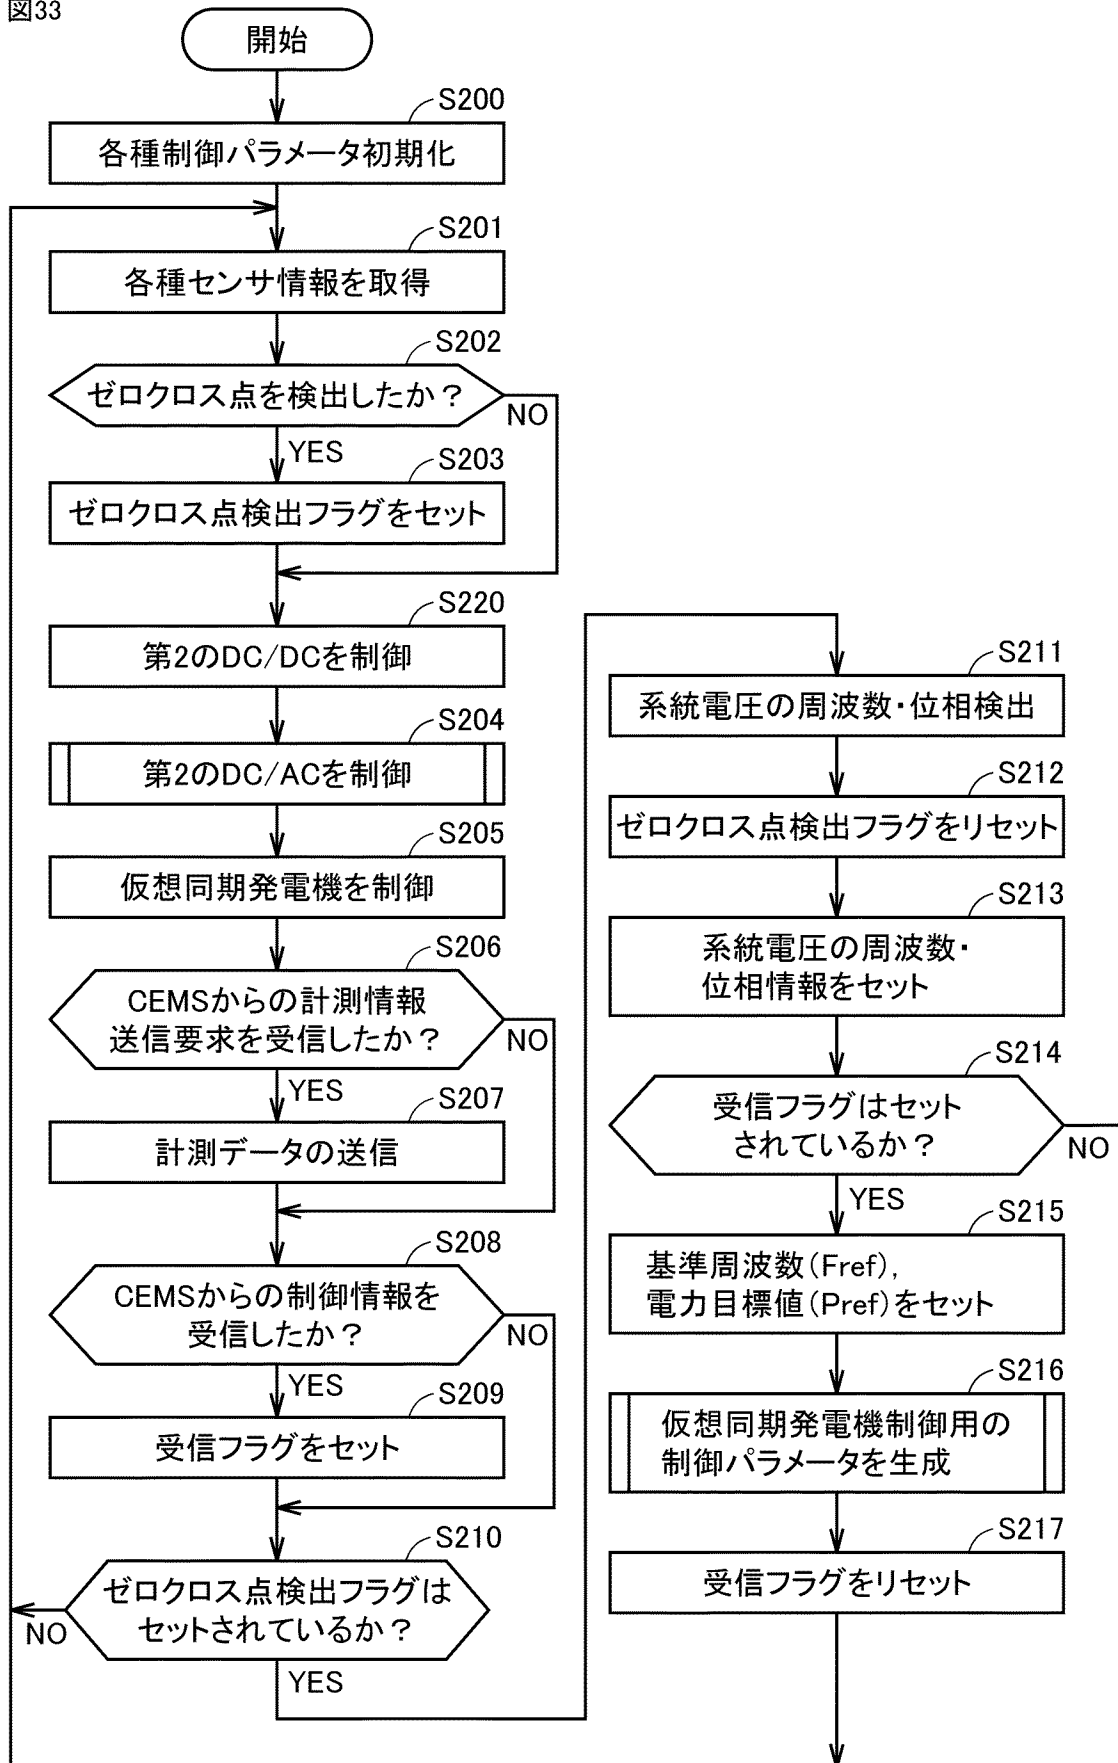 図33
開始
S200
各種制御パラメータ初期化
S201
各種センサ情報を取得
S202
ゼロクロス点を検出したか？
NO
YES
S203
ゼロクロス点検出フラグをセット
S220
第2のDC/DCを制御
S204
第2のDC/ACを制御
S205
仮想同期発電機を制御
S206
CEMSからの計測情報
送信要求を受信したか？
NO
YES
S207
計測データの送信
S208
CEMSからの制御情報を
受信したか？
NO
YES
S209
受信フラグをセット
S210
ゼロクロス点検出フラグは
セットされているか？
NO
YES
S211
系統電圧の周波数・位相検出
S212
ゼロクロス点検出フラグをリセット
S213
系統電圧の周波数・
位相情報をセット
S214
受信フラグはセット
されているか？
NO
YES
S215
基準周波数(Fref),
電力目標値(Pref)をセット
S216
仮想同期発電機制御用の
制御パラメータを生成
S217
受信フラグをリセット